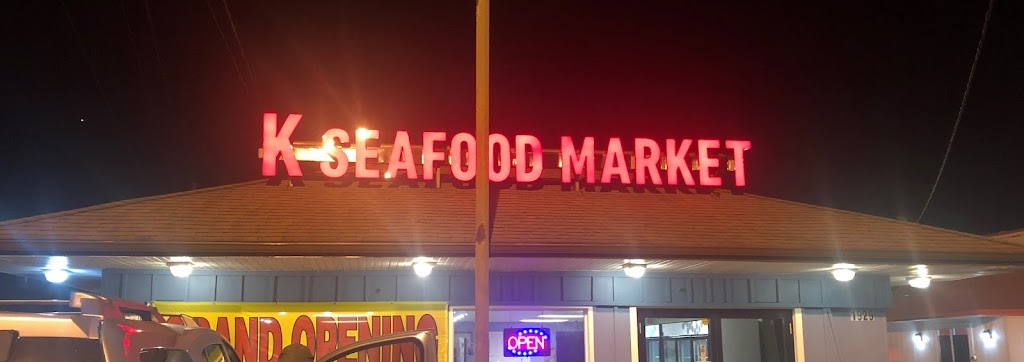 K SEAFOOD MARKET
GRAND OPENING
OPEN
1929